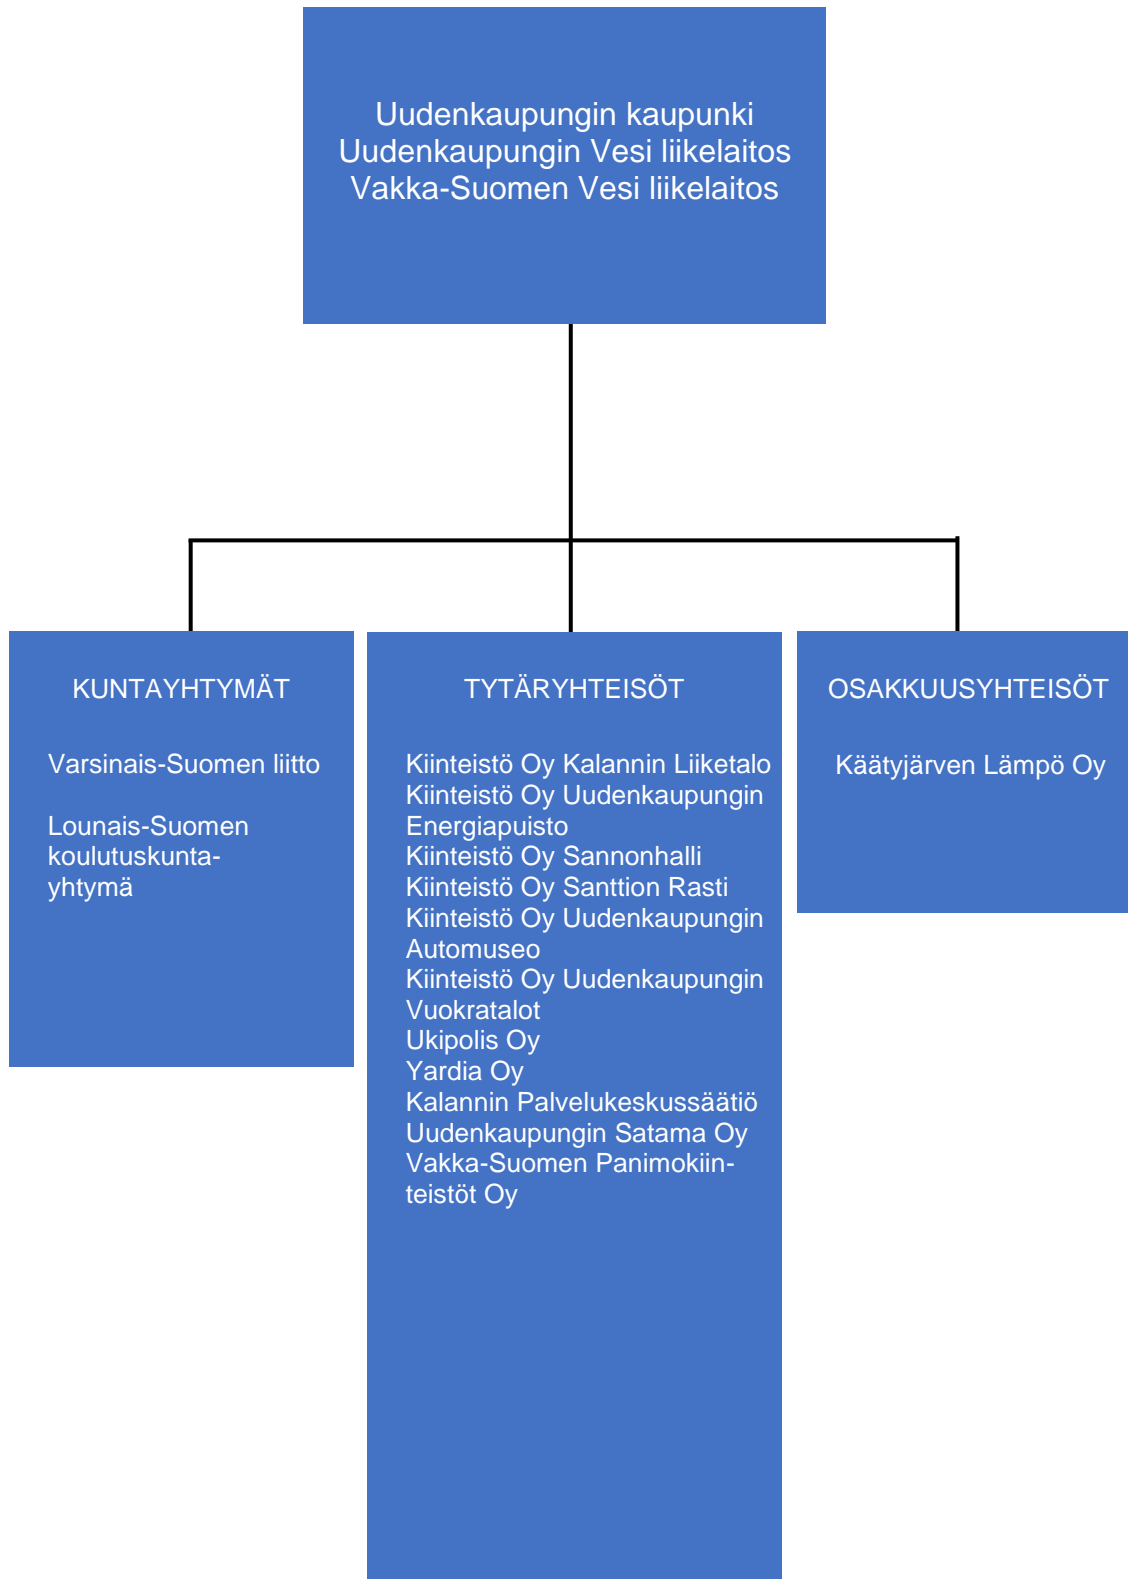 Uudenkaupungin kaupunki
Uudenkaupungin Vesi liikelaitos
Vakka-Suomen Vesi liikelaitos
KUNTAYHTYMÄT
Varsinais-Suomen liitto
Lounais-Suomen
koulutuskunta-
yhtymä
TYTÄRYHTEISÖT
Kiinteistö Oy Kalannin Liiketalo
Kiinteistö Oy Uudenkaupungin
Energiapuisto
Kiinteistö Oy Sannonhalli
Kiinteistö Oy Santtion Rasti
Kiinteistö Oy Uudenkaupungin
Automuseo
Kiinteistö Oy Uudenkaupungin
Vuokratalot
Ukipolis Oy
Yardia Oy
Kalannin Palvelukeskussäätiö
Uudenkaupungin Satama Oy
Vakka-Suomen Panimokiin-
teistöt Oy
OSAKKUUSYHTEISÖT
Käätyjärven Lämpö Oy